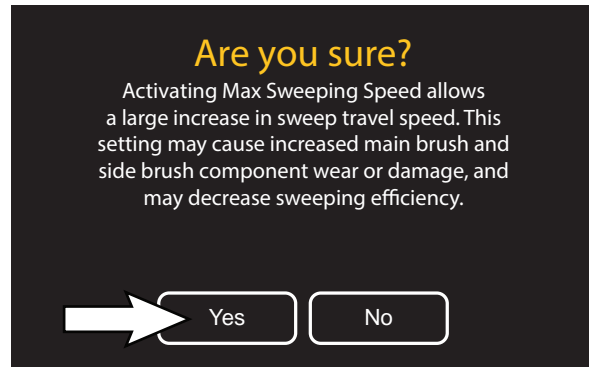 Are you sure?
Activating Max Sweeping Speed allows
a large increase in sweep travel speed. This
setting may cause increased main brush and
side brush component wear or damage, and
may decrease sweeping efficiency.
Yes No